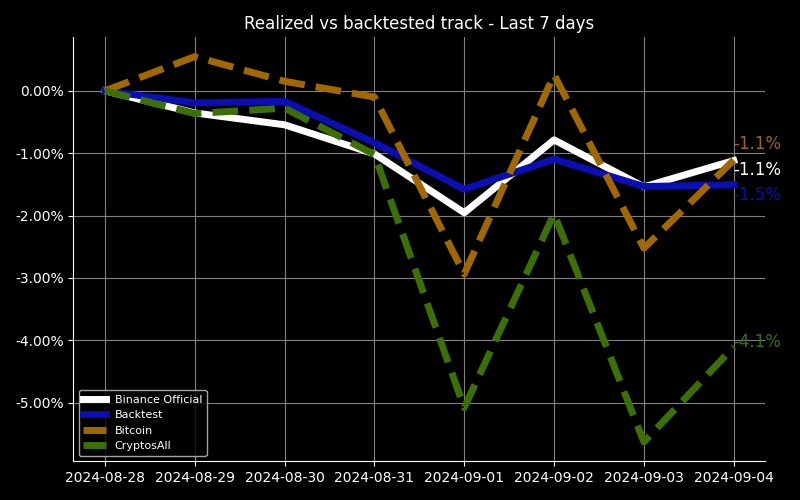 Realized vs backtested track - Last 7 days
0.00%
-1.00%
-2.00%
-3.00%
-4.00%
-5.00%
-1.1%
-1.1%
-1.5%
-4.1%
Binance Official
Backtest
Bitcoin
CryptosAll
2024-08-28 2024-08-29 2024-08-30 2024-08-31 2024-09-01 2024-09-02 2024-09-03 2024-09-04